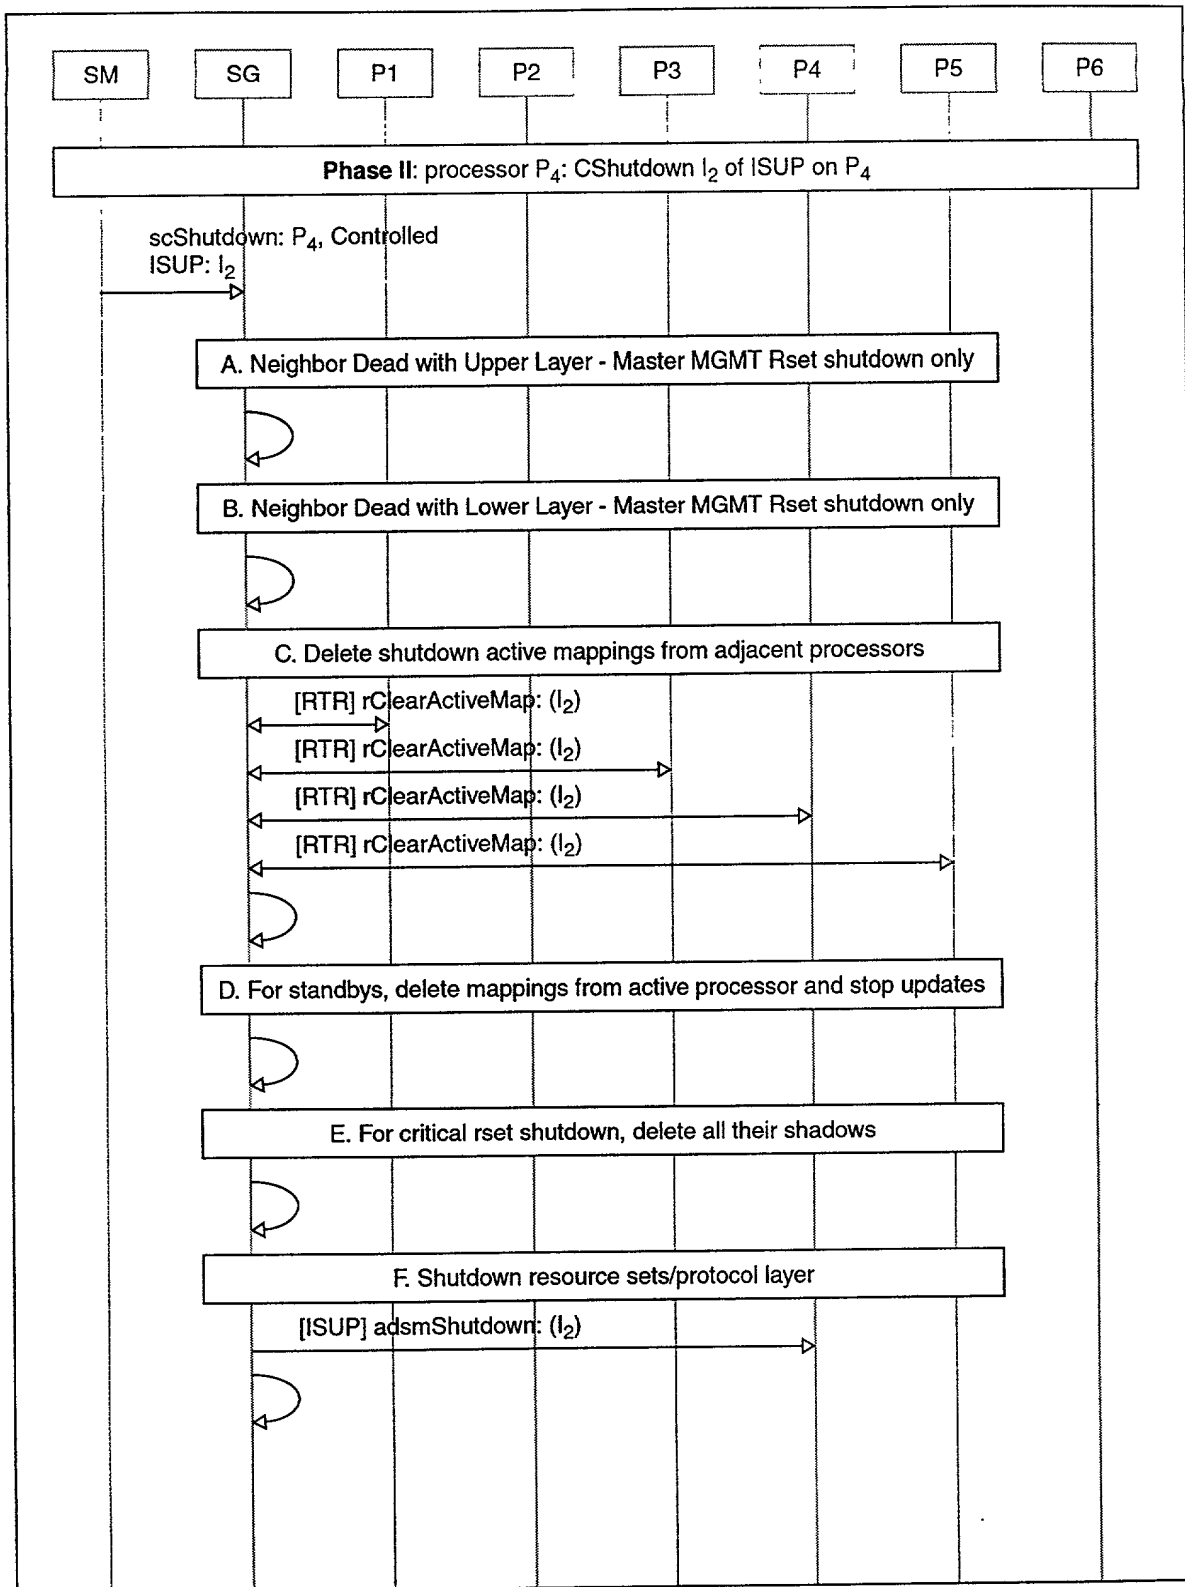 SM SG P1 P2 P3 P4 P5 P6
Phase II: processor P4: CShutdown I2 of ISUP on P4
scShutdown: P4, Controlled
ISUP: I2
A. Neighbor Dead with Upper Layer - Master MGMT Rset shutdown only
B. Neighbor Dead with Lower Layer - Master MGMT Rset shutdown only
C. Delete shutdown active mappings from adjacent processors
[RTR] rClearActiveMap: (I2)
[RTR] rClearActiveMap: (I2)
[RTR] rClearActiveMap: (I2)
[RTR] rClearActiveMap: (I2)
D. For standbys, delete mappings from active processor and stop updates
E. For critical rset shutdown, delete all their shadows
F. Shutdown resource sets/protocol layer
[ISUP] adsmShutdown: (I2)